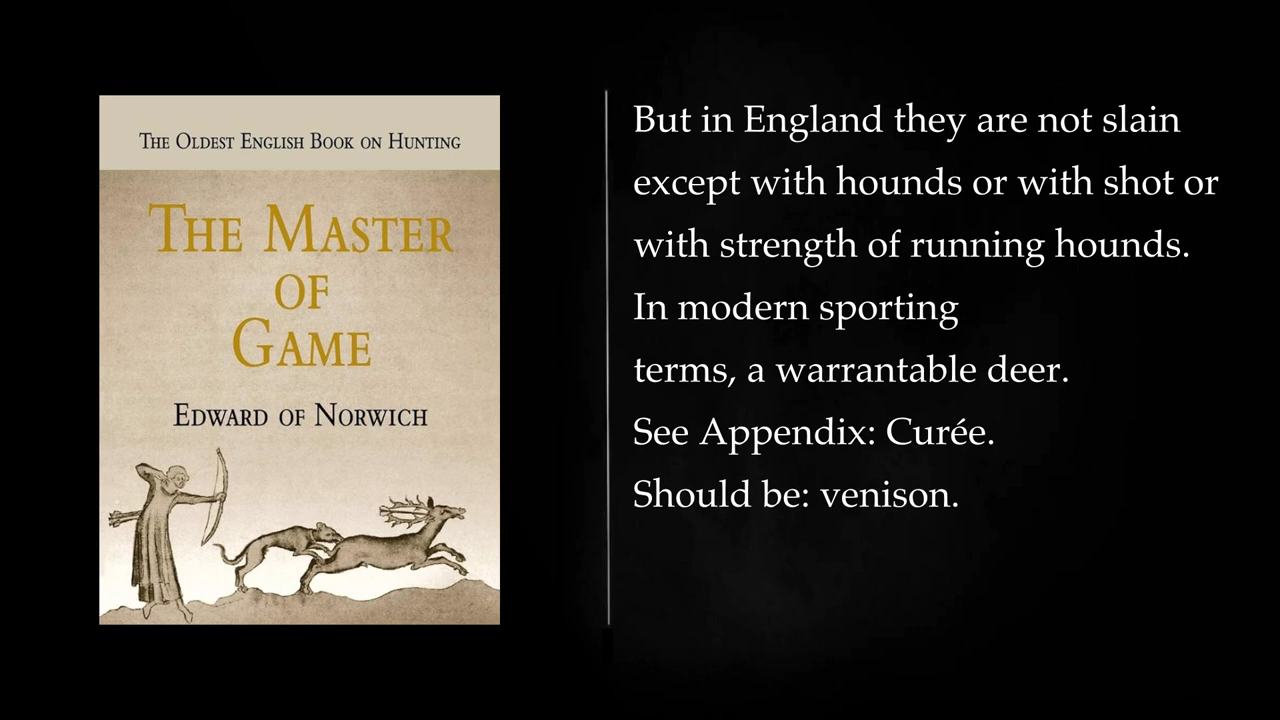 The Oldest English Book on Hunting
The Master
of
Game
Edward of Norwich
But in England they are not slain
except with hounds or with shot or
with strength of running hounds.
In modern sporting
terms, a warrantable deer.
See Appendix: Curée.
Should be: venison.